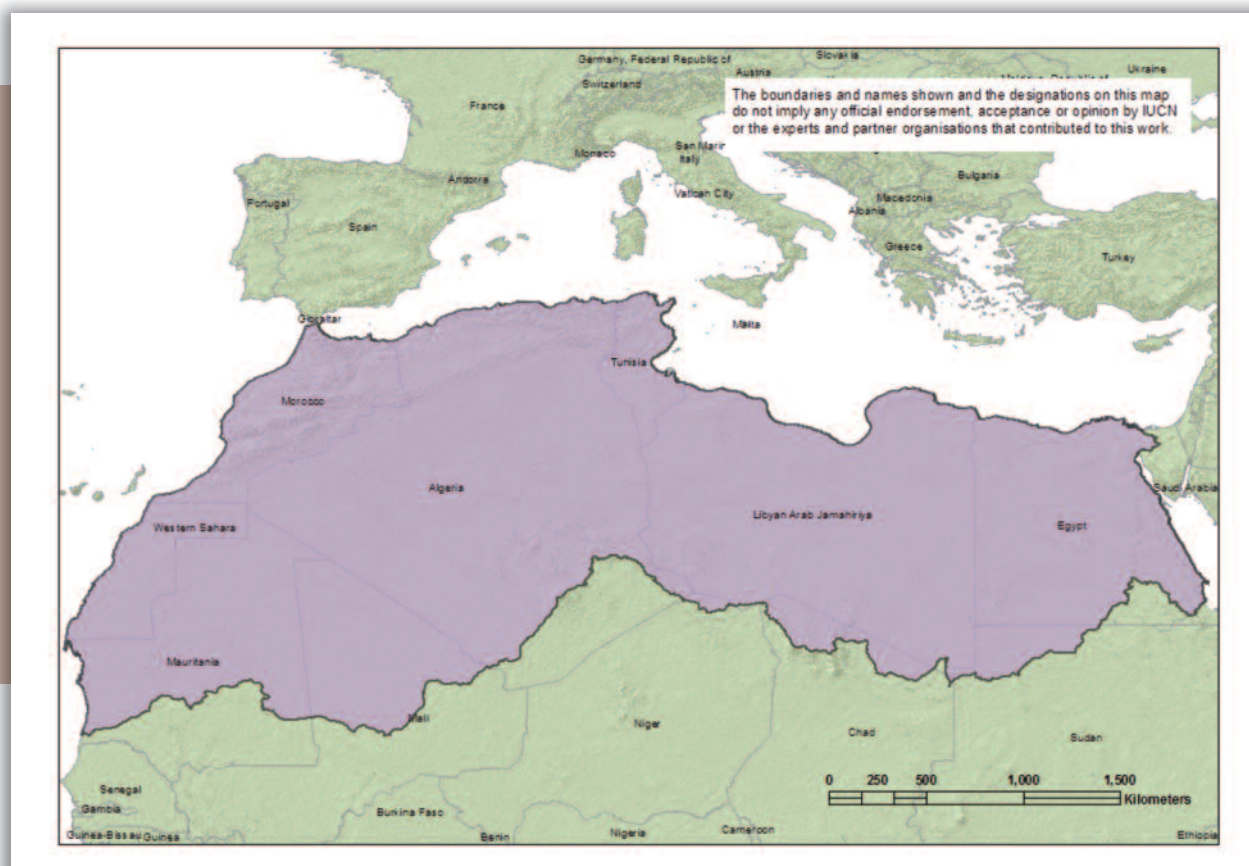 Slovakia
Germany, Federal Republic of
Austria
Ukraine
Switzerland
The boundaries and names shown and the designations on this map
do not imply any official endorsement, acceptance or opinion by IUCN
or the experts and partner organisations that contributed to this work.
France
Monaco
San Marin
Italy
Andorra
Bulgaria
Vatican City
Macedonia
Portugal
Albania
Spain
Greece
Turkey
Gibraltar
Malta
Tunisia
Morocco
Algeria
Saudi Arabia
Libyan Arab Jamahiriya
Western Sahara
Egypt
Mauritania
Mali
Niger
Chad
Sudan
0 250 500 1,000 1,500
Kilometers
Senegal
Gambia
Burkina Faso
Guinea-Bissau
Guinea
Benin
Nigeria
Cameroon
Ethiopia